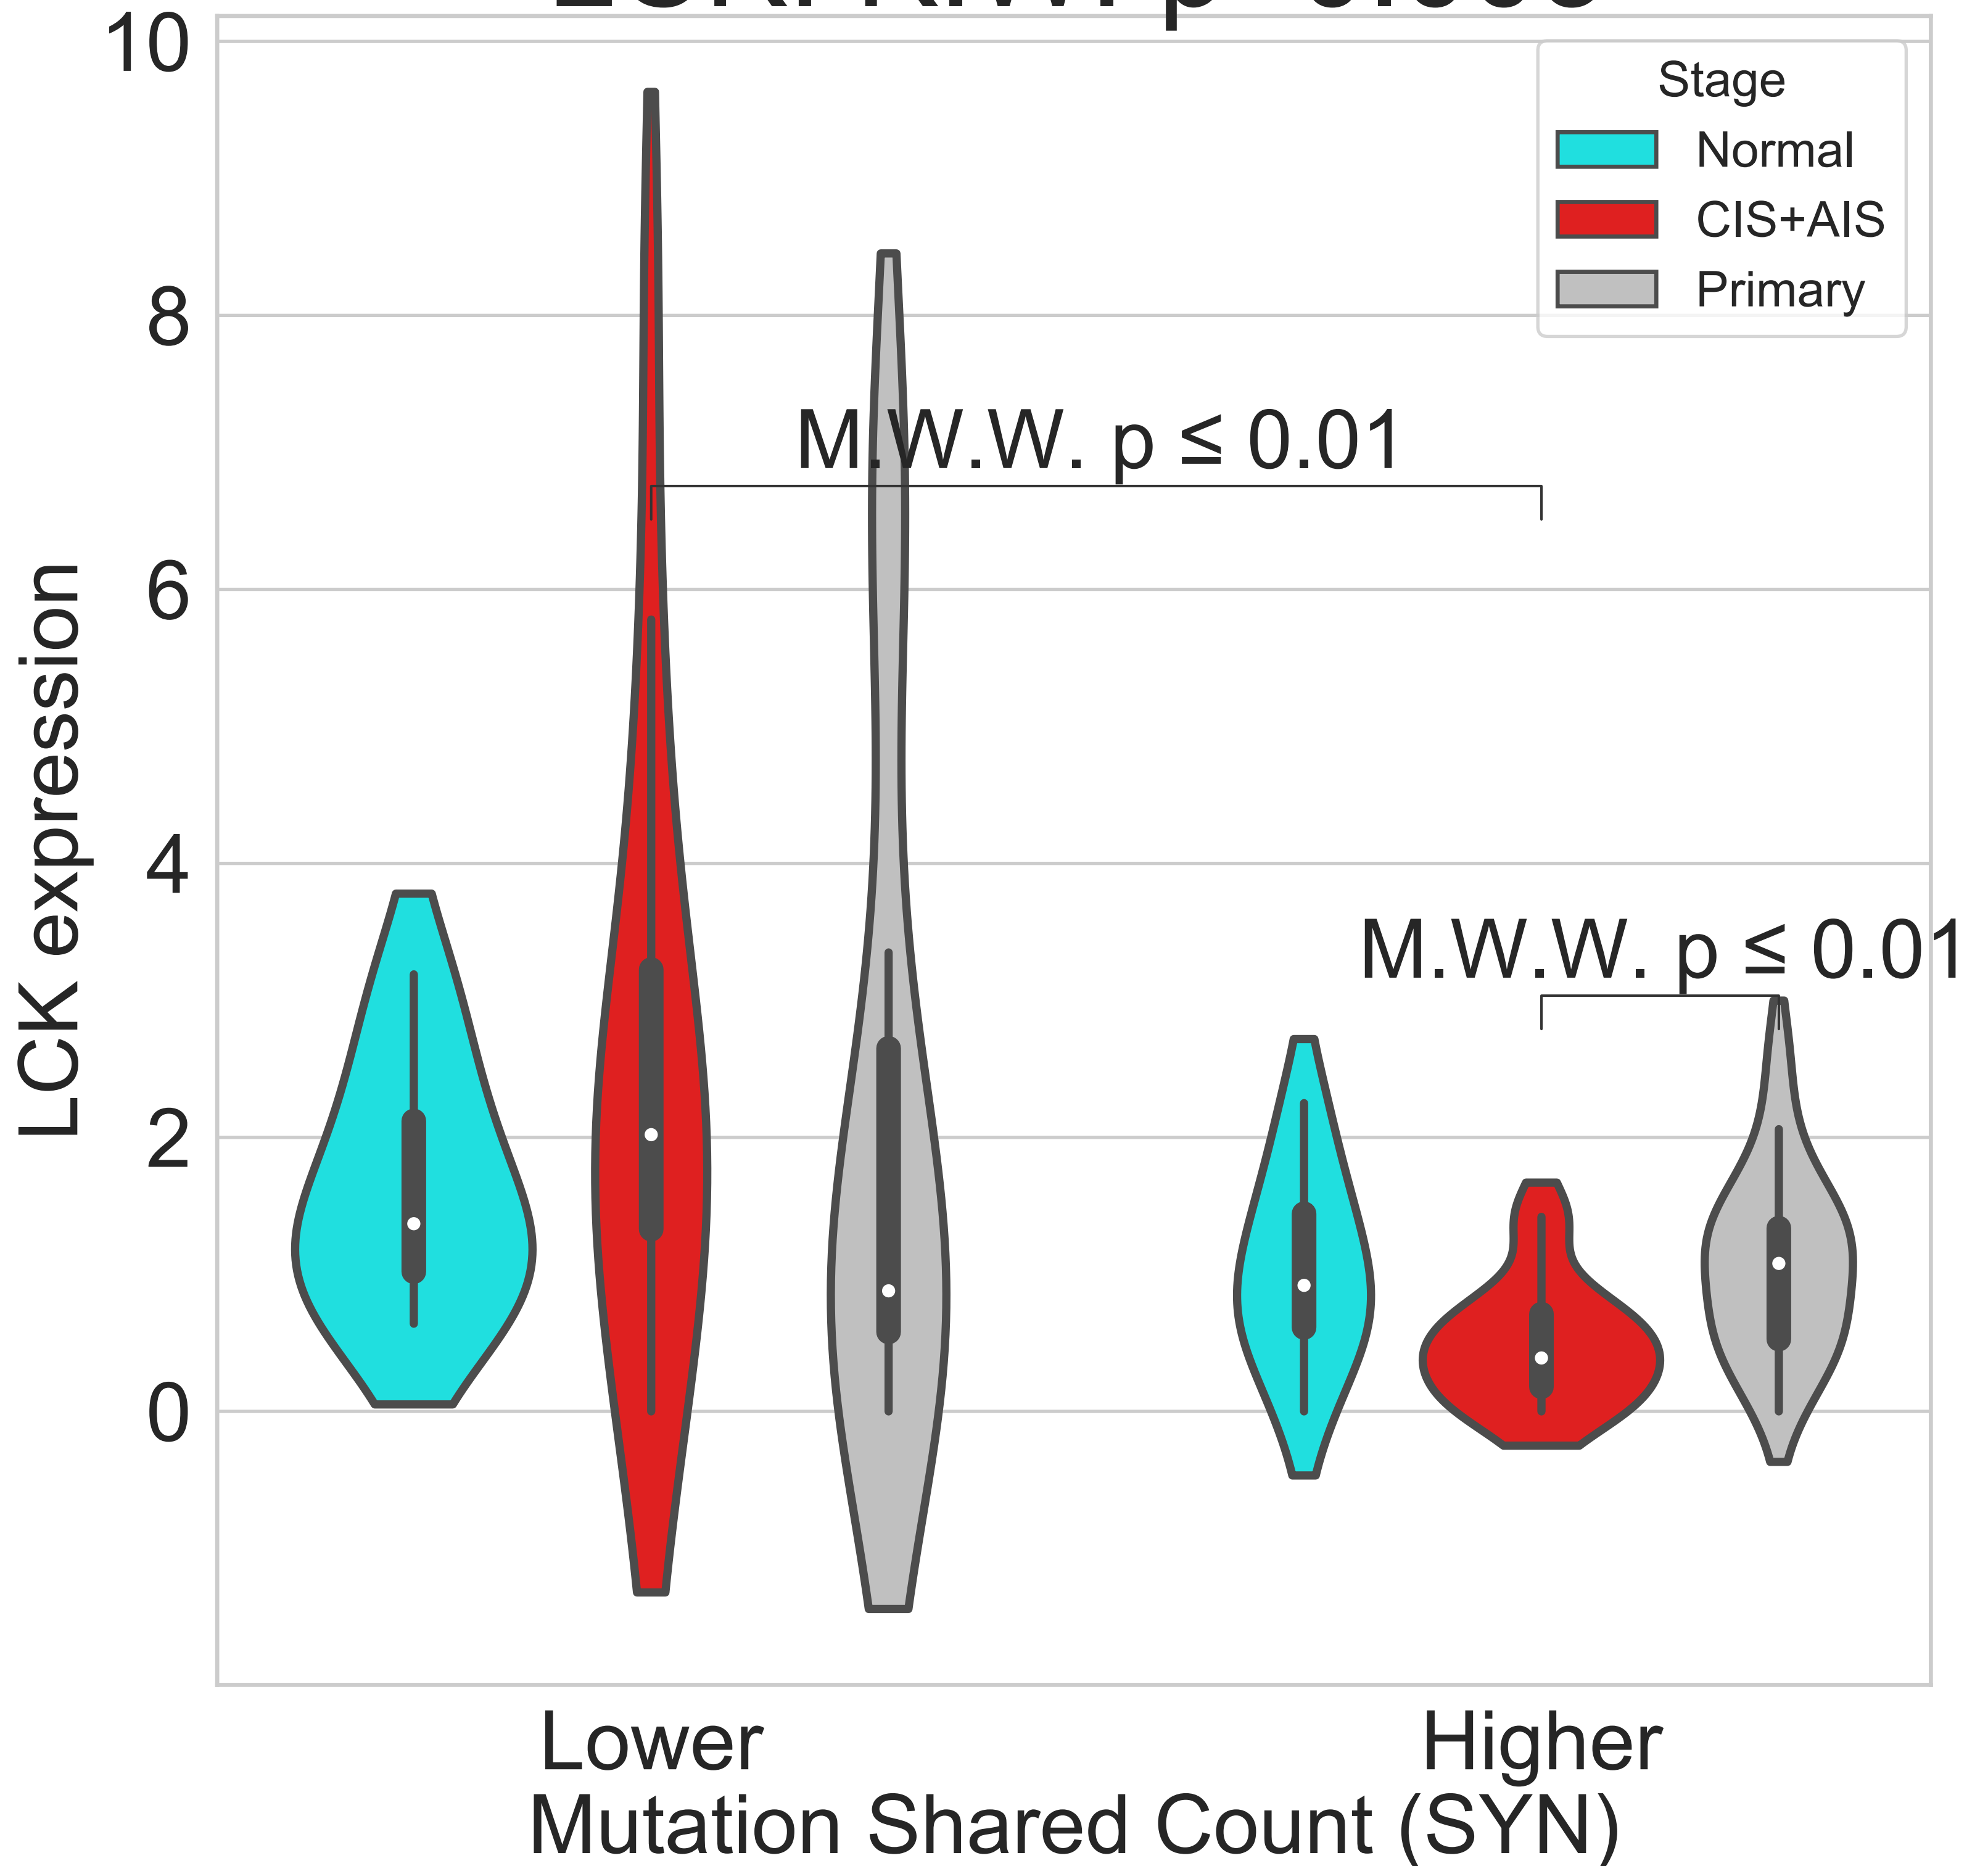 10
8
6
4
2
0
LCK expression
Stage
Normal
CIS+AIS
Primary
M.W.W. p ≤ 0.01
M.W.W. p ≤ 0.01
Lower
Higher
Mutation Shared Count (SYN)